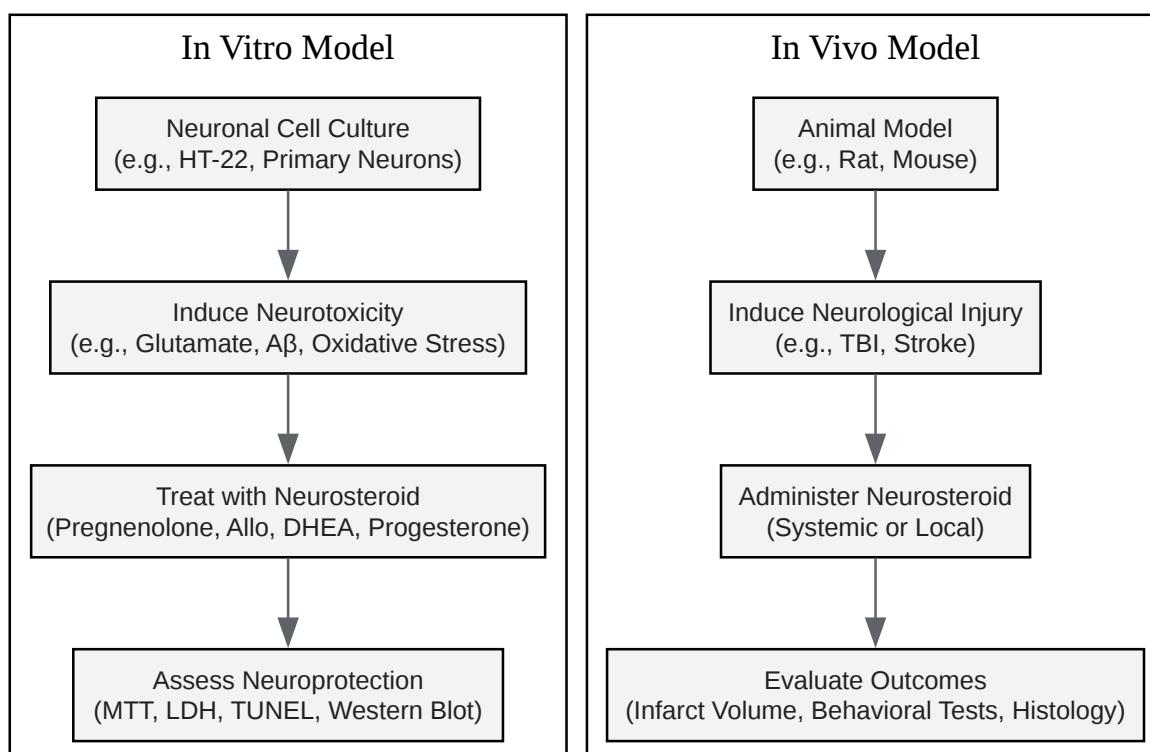 In Vitro Model
Neuronal Cell Culture
(e.g., HT-22, Primary Neurons)
Induce Neurotoxicity
(e.g., Glutamate, Aβ, Oxidative Stress)
Treat with Neurosteroid
(Pregnenolone, Allo, DHEA, Progesterone)
Assess Neuroprotection
(MTT, LDH, TUNEL, Western Blot)
In Vivo Model
Animal Model
(e.g., Rat, Mouse)
Induce Neurological Injury
(e.g., TBI, Stroke)
Administer Neurosteroid
(Systemic or Local)
Evaluate Outcomes
(Infarct Volume, Behavioral Tests, Histology)